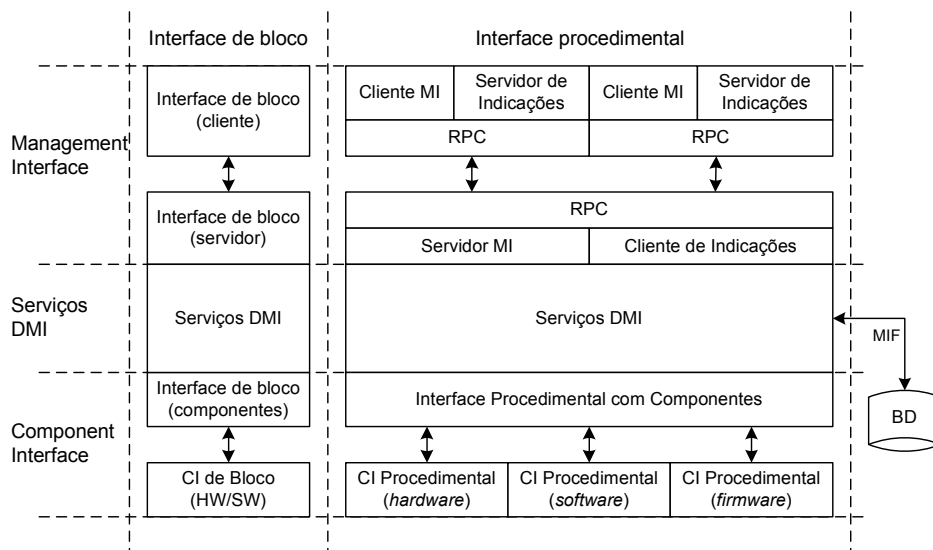 Interface de bloco
Interface procedimental
Management
Interface
Interface de bloco
(cliente)
Cliente MI
Servidor de
Indicações
Cliente MI
Servidor de
Indicações
RPC
RPC
Interface de bloco
(servidor)
RPC
Servidor MI
Cliente de Indicações
Serviços
DMI
Serviços DMI
Serviços DMI
MIF
BD
Component
Interface
Interface de bloco
(componentes)
Interface Procedimental com Componentes
CI de Bloco
(HW/SW)
CI Procedimental
(hardware)
CI Procedimental
(software)
CI Procedimental
(firmware)